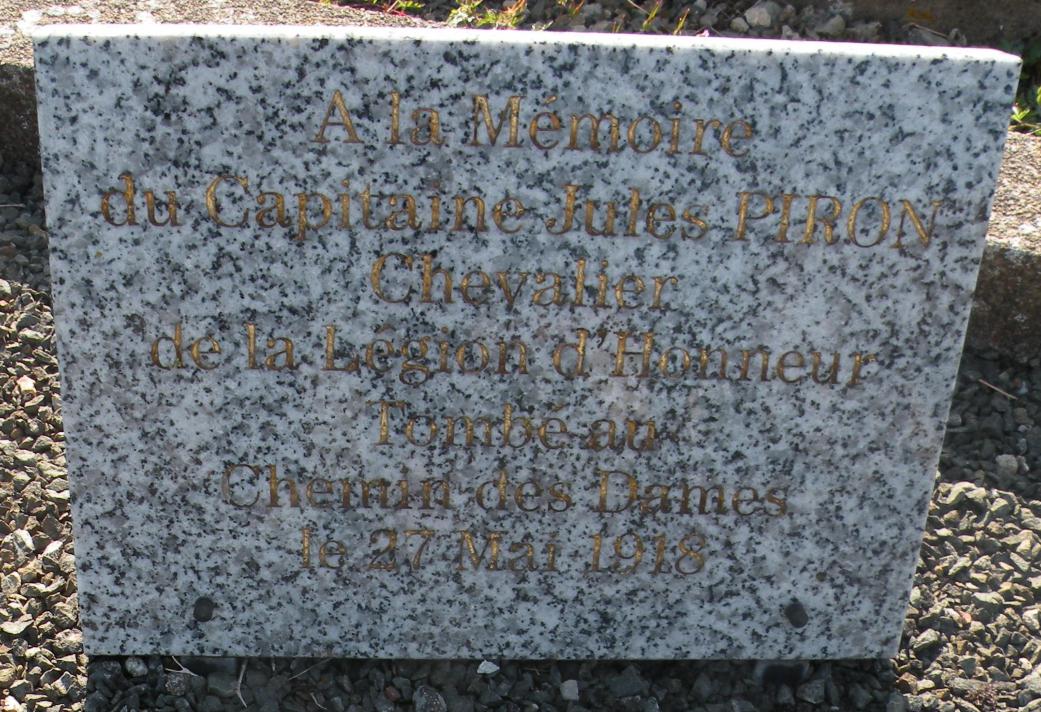 A la Mémoire
du Capitaine Jules PIRON
Chevalier
de la Légion d'Honneur
Tombé au
Chemin des Dames
le 27 Mai 1918